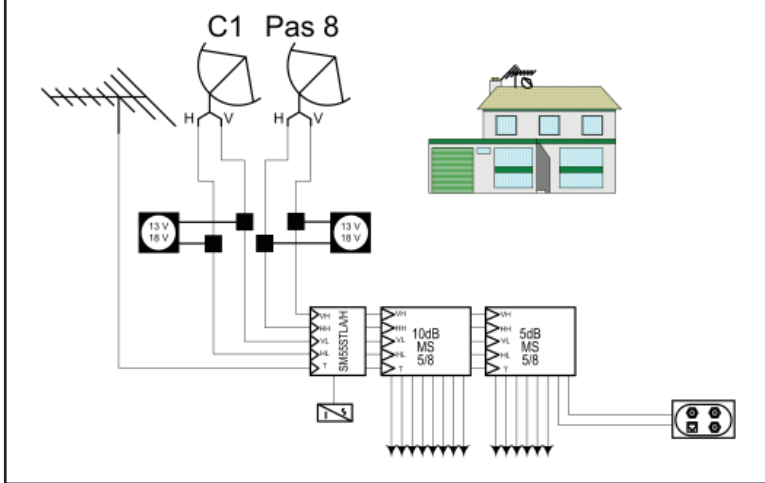 C1 Pas 8
H V H V
13 V
18 V
13 V
18 V
VH
HH
VL
HL
T
SM55STLA/H
VH
HH
VL
HL
T
10dB
MS
5/8
VH
HH
VL
HL
T
5dB
MS
5/8
I S